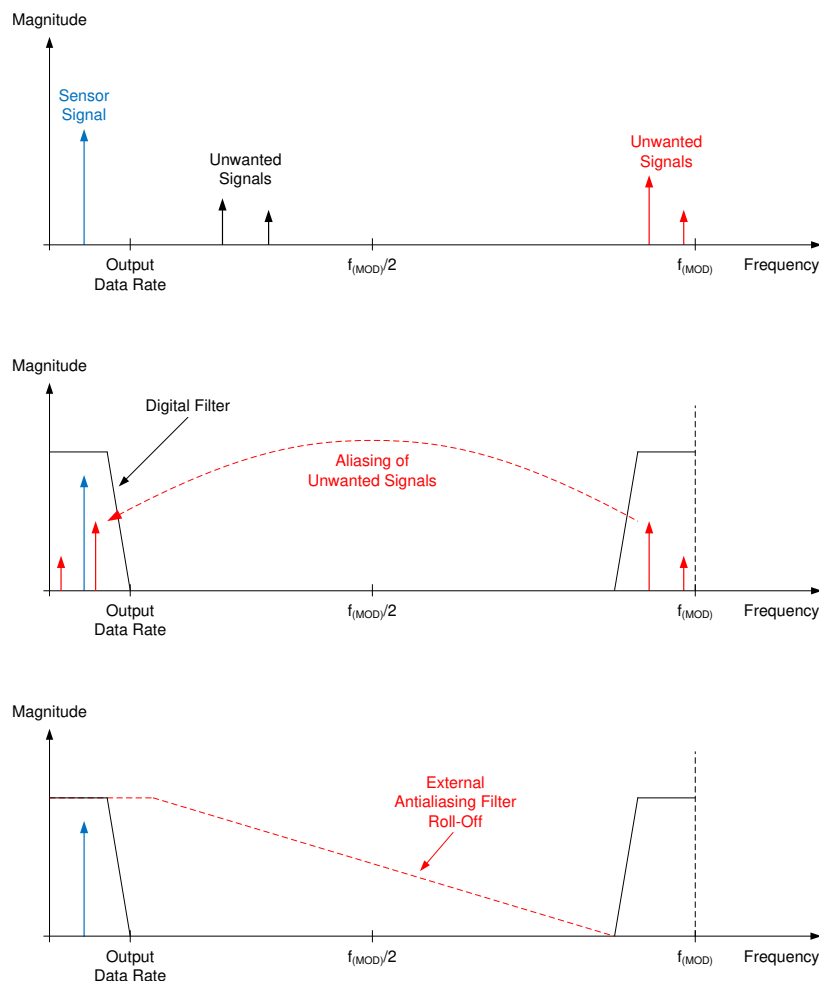 Magnitude
Sensor
Signal
Unwanted
Signals
Unwanted
Signals
Output
Data Rate
f(MOD)/2
f(MOD)
Frequency
Magnitude
Digital Filter
Aliasing of
Unwanted Signals
Output
Data Rate
f(MOD)/2
f(MOD)
Frequency
Magnitude
External
Antialiasing Filter
Roll-Off
Output
Data Rate
f(MOD)/2
f(MOD)
Frequency